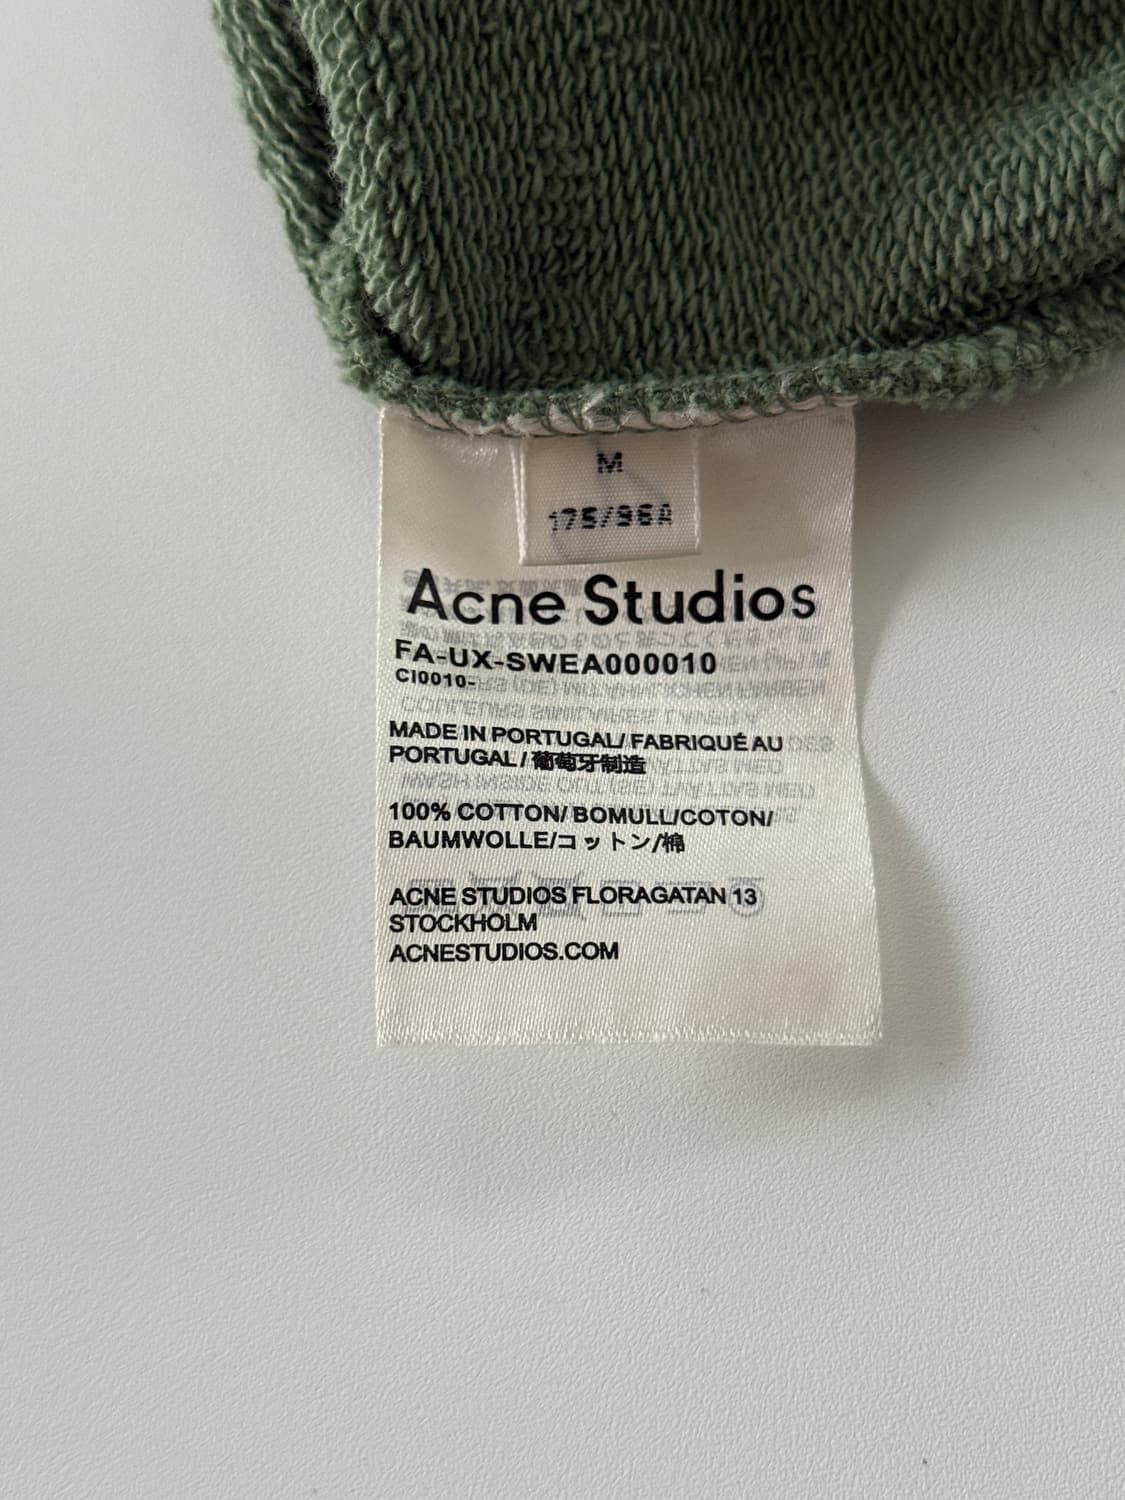 M
175/96A
Acne Studios
FA-UX-SWEA000010
CI0010-
MADE IN PORTUGAL/ FABRIQUÉ AU
PORTUGAL / 葡萄牙制造
100% COTTON/ BOMULL/COTON/
BAUMWOLLE/コットン/棉
ACNE STUDIOS FLORAGATAN 13
STOCKHOLM
ACNESTUDIOS.COM